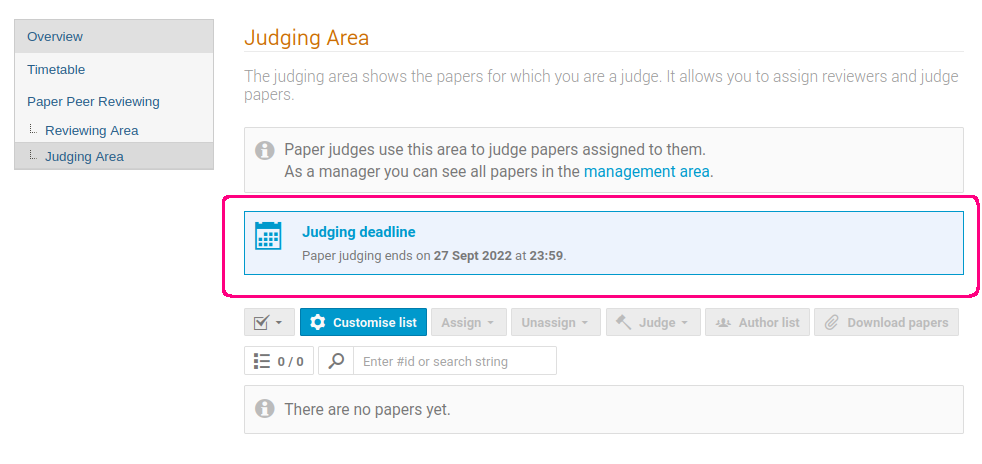 Overview
Timetable
Paper Peer Reviewing
Reviewing Area
Judging Area
Judging Area
The judging area shows the papers for which you are a judge. It allows you to assign reviewers and judge
papers.
Paper judges use this area to judge papers assigned to them.
As a manager you can see all papers in the management area.
Judging deadline
Paper judging ends on 27 Sept 2022 at 23:59.
Customise list Assign Unassign Judge Author list Download papers
0 / 0 Enter #id or search string
There are no papers yet.